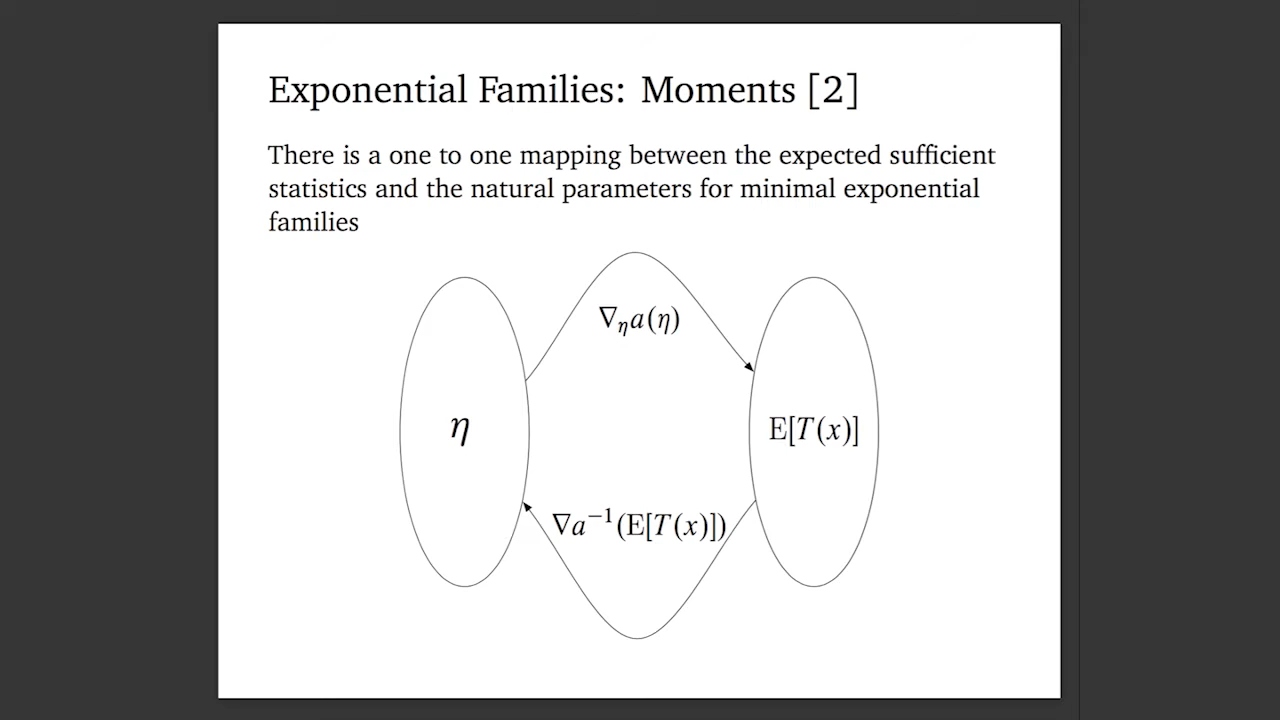 Exponential Families: Moments [2]
There is a one to one mapping between the expected sufficient
statistics and the natural parameters for minimal exponential
families
∇ηa(η)
η
E[T(x)]
∇a⁻¹(E[T(x)])